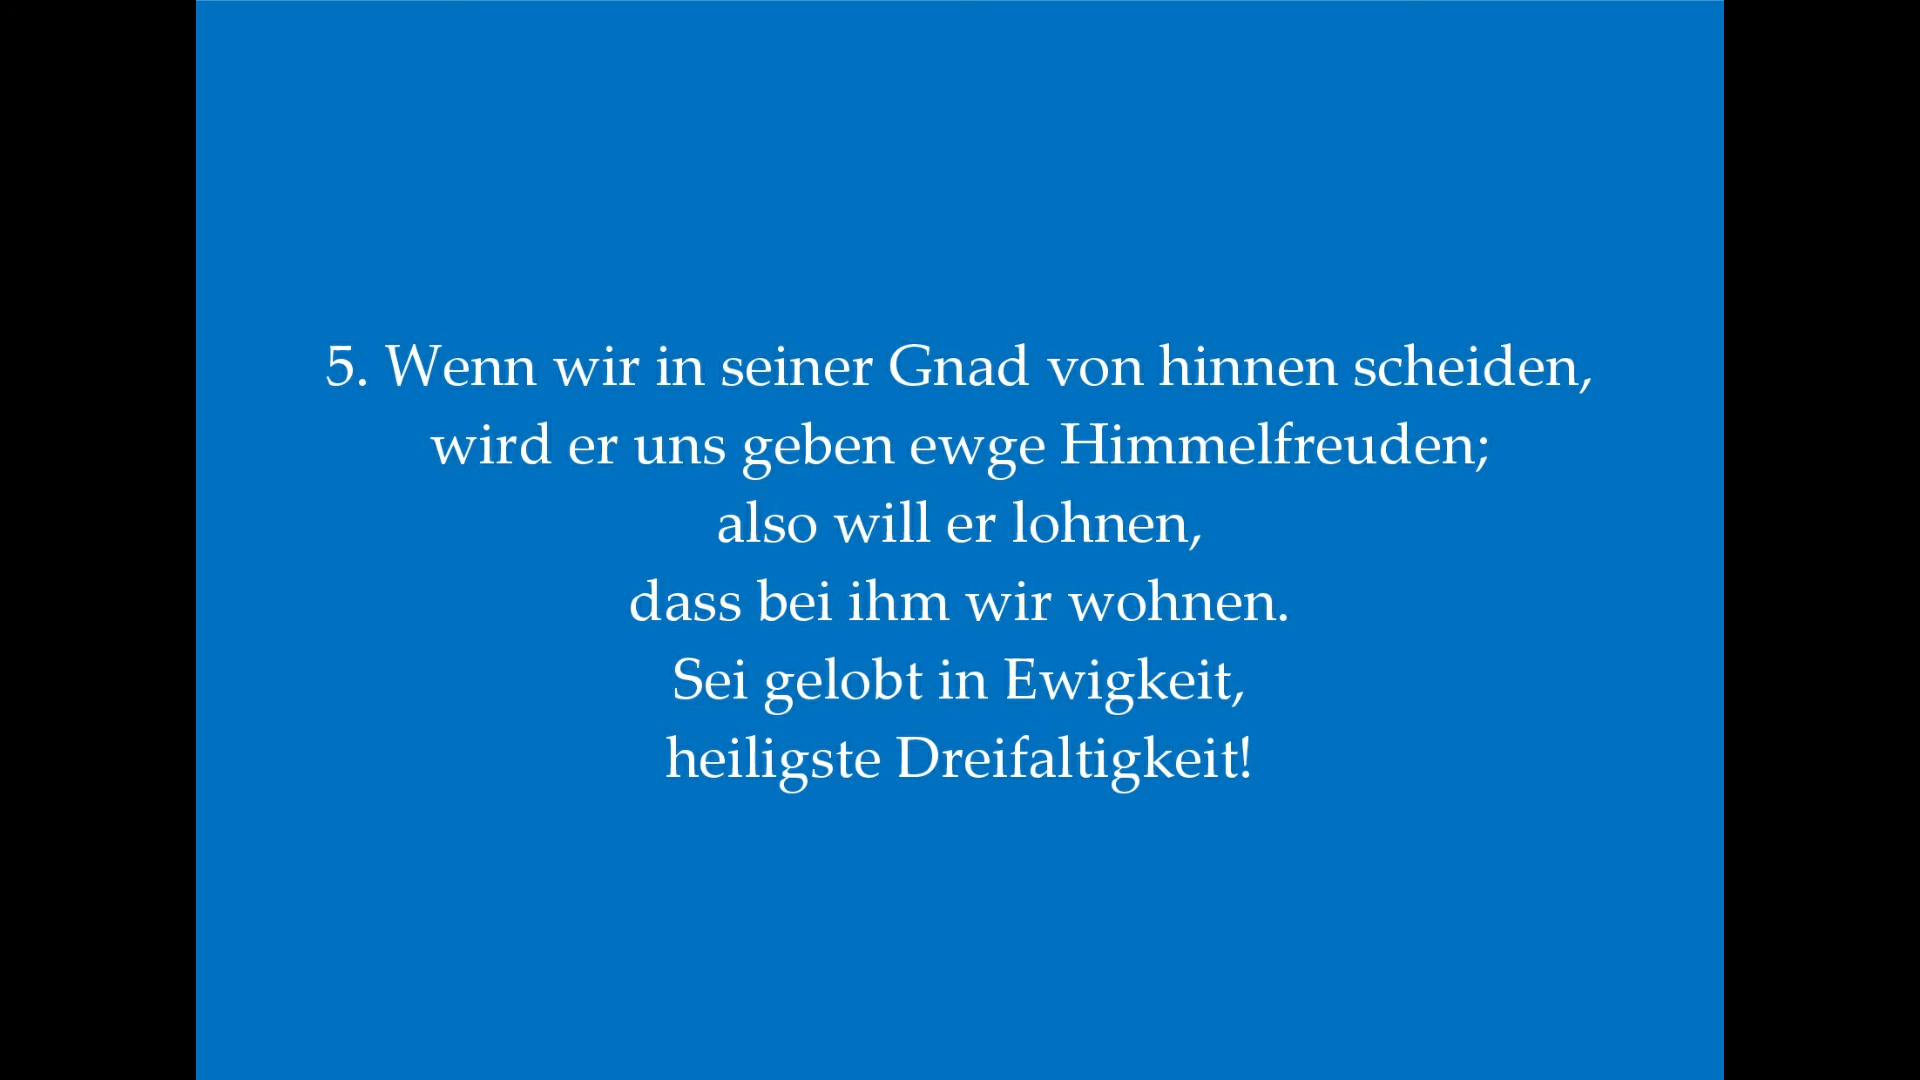 5. Wenn wir in seiner Gnad von hinnen scheiden,
wird er uns geben ewge Himmelfreuden;
also will er lohnen,
dass bei ihm wir wohnen.
Sei gelobt in Ewigkeit,
heiligste Dreifaltigkeit!